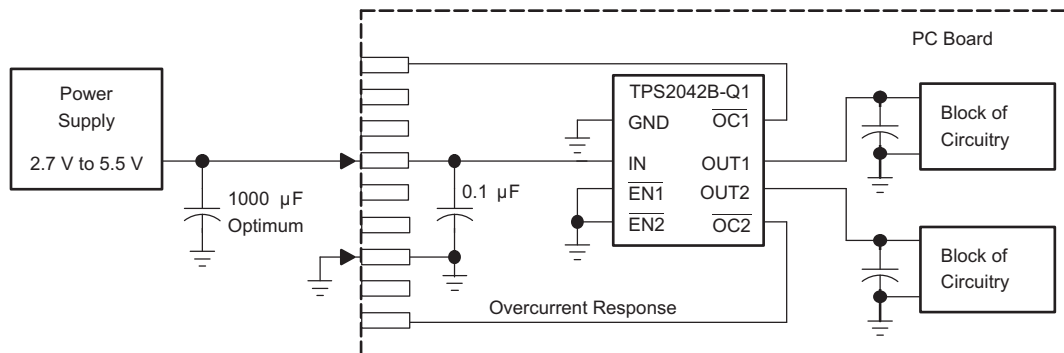 PC Board
Power
Supply
2.7 V to 5.5 V
1000 µF
Optimum
0.1 µF
TPS2042B-Q1
GND
OC1
IN
OUT1
EN1
OUT2
EN2
OC2
Block of
Circuitry
Block of
Circuitry
Overcurrent Response